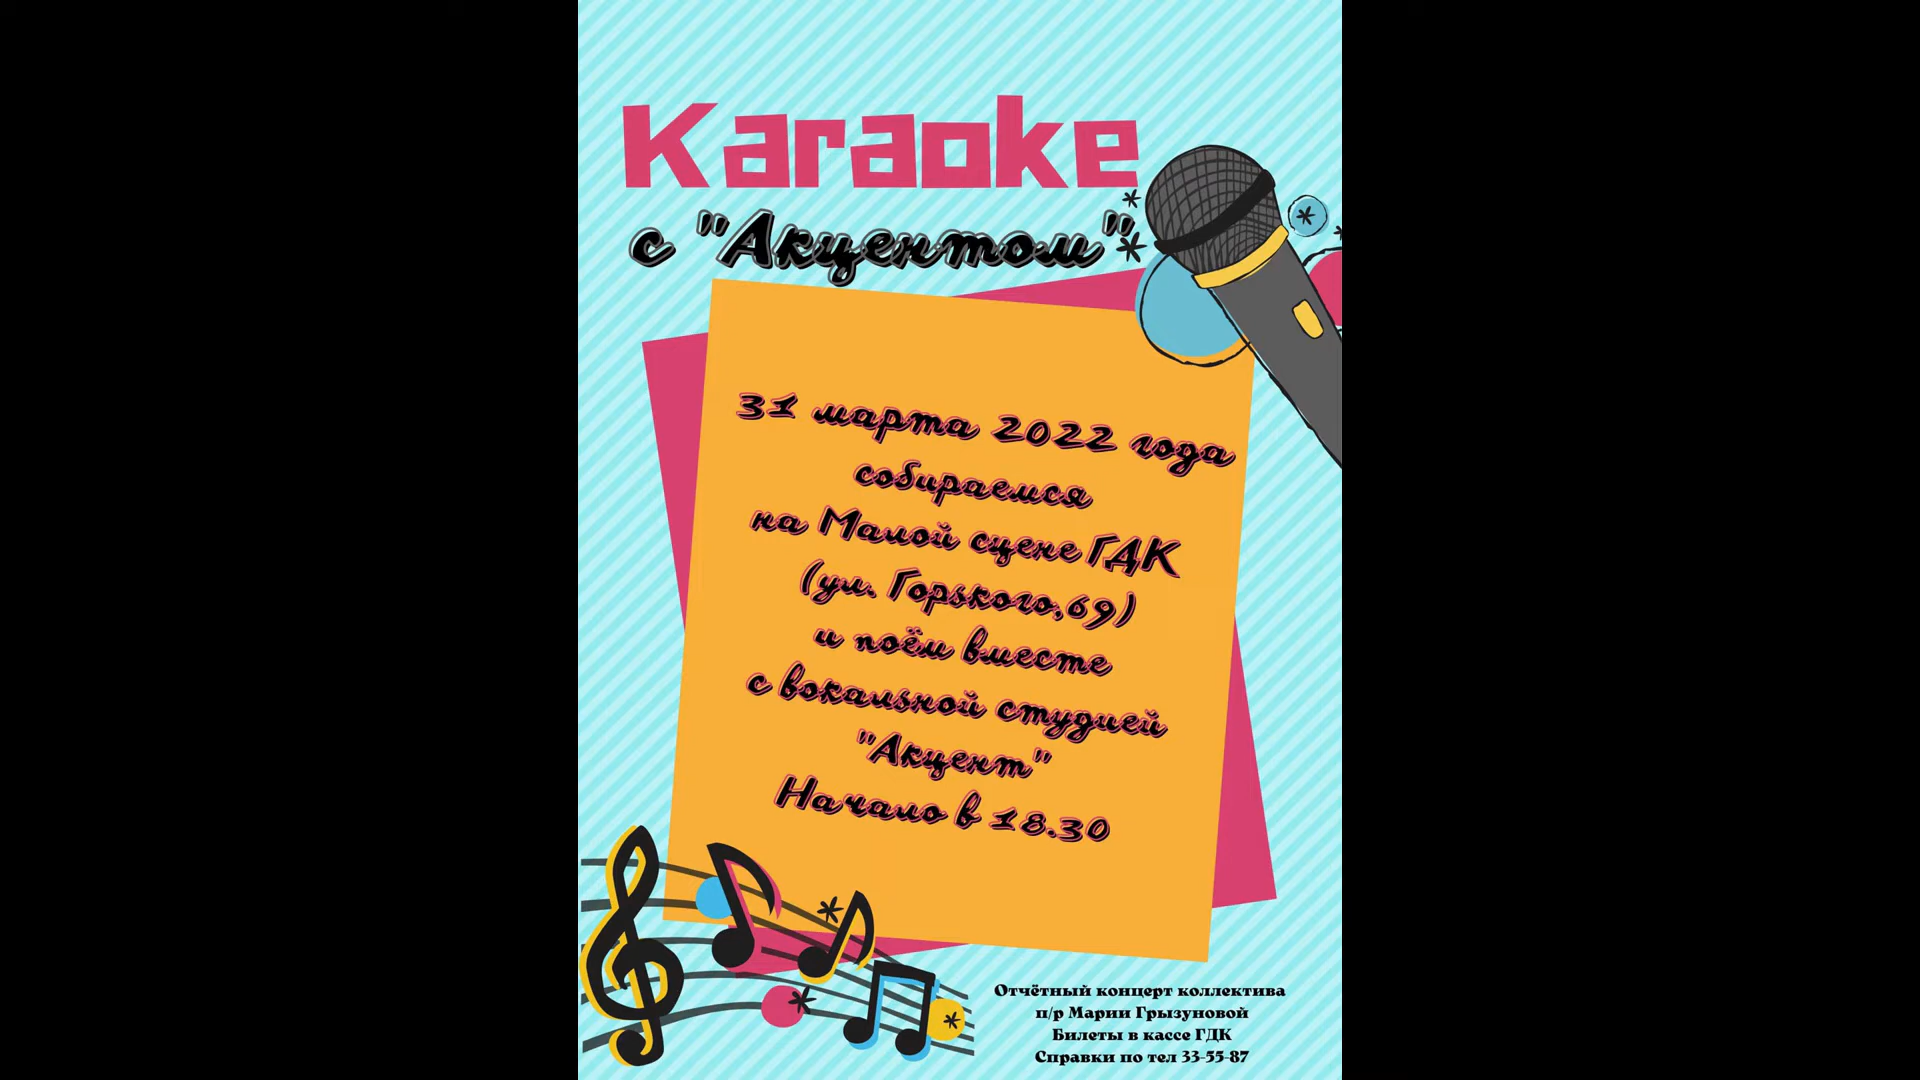 Karaoke
с "Акцентом"
31 марта 2022 года
собираемся
на Малой сцене ГДК
(ул. Горького,69)
и поём вместе
с вокальной студией
"Акцент"
Начало в 18.30
Отчётный концерт коллектива
п/р Марии Грызуновой
Билеты в кассе ГДК
Справки по тел 33-55-87